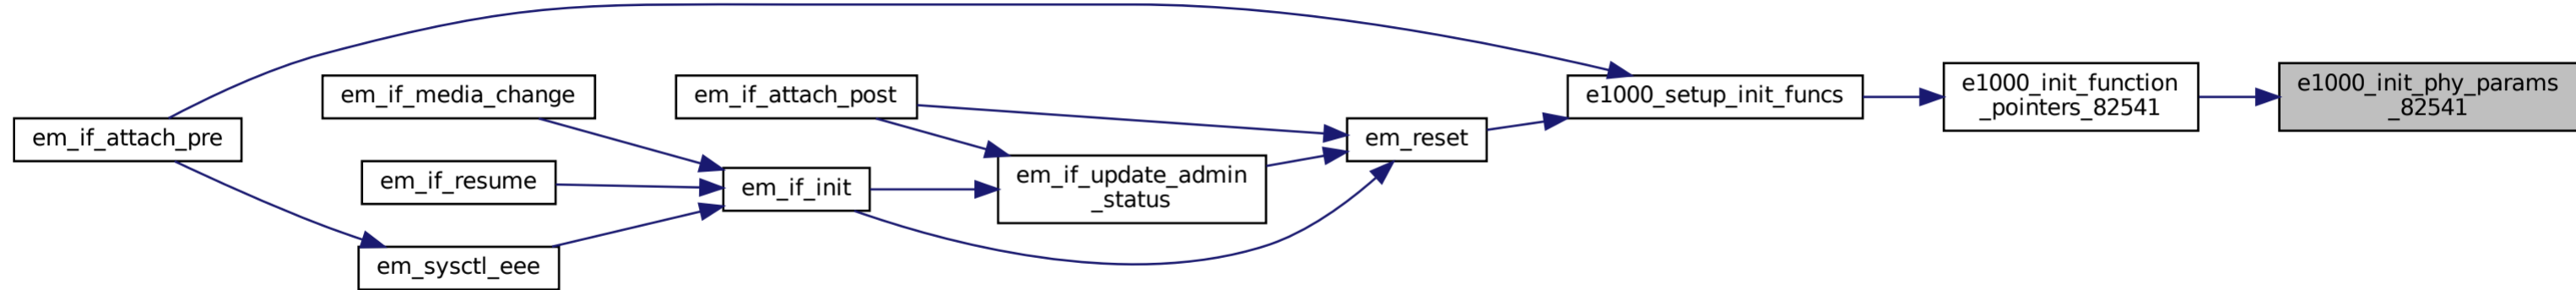 em_if_attach_pre
em_if_media_change
em_if_resume
em_sysctl_eee
em_if_attach_post
em_if_init
em_if_update_admin
_status
em_reset
e1000_setup_init_funcs
e1000_init_function
_pointers_82541
e1000_init_phy_params
_82541